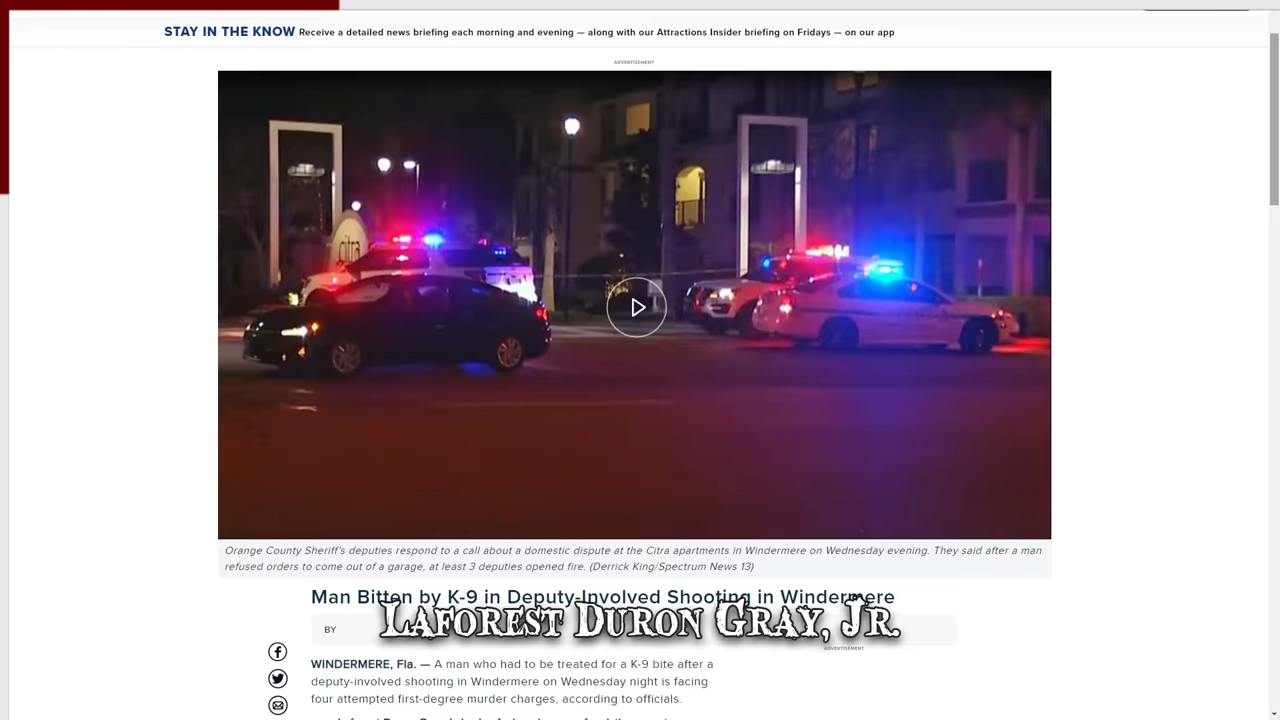 STAY IN THE KNOW Receive a detailed news briefing each morning and evening — along with our Attractions Insider briefing on Fridays — on our app
ADVERTISEMENT
citra
Orange County Sheriff's deputies respond to a call about a domestic dispute at the Citra apartments in Windermere on Wednesday evening. They said after a man
refused orders to come out of a garage, at least 3 deputies opened fire. (Derrick King/Spectrum News 13)
Man Bitten by K-9 in Deputy-Involved Shooting in Windermere
Laforest Duron Gray, Jr.
BY
ADVERTISEMENT
WINDERMERE, Fla. — A man who had to be treated for a K-9 bite after a
deputy-involved shooting in Windermere on Wednesday night is facing
four attempted first-degree murder charges, according to officials.